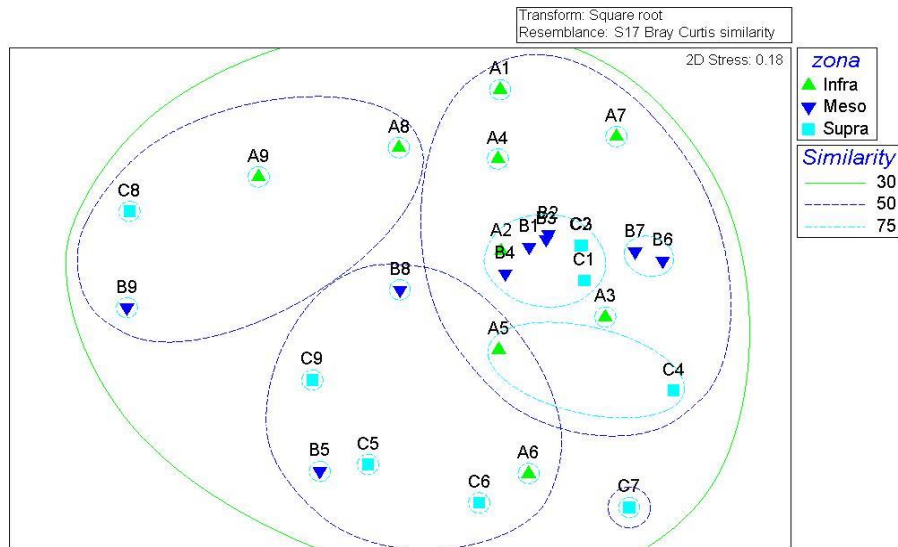 Transform: Square root
Resemblance: S17 Bray Curtis similarity
2D Stress: 0.18
zona
Infra
Meso
Supra
Similarity
30
50
75
A1
A7
A8
A4
A9
C8
B2
B3
C3
A2
B1
B7
B6
B4
C1
B8
B9
A3
A5
C9
C4
B5
C5
A6
C6
C7